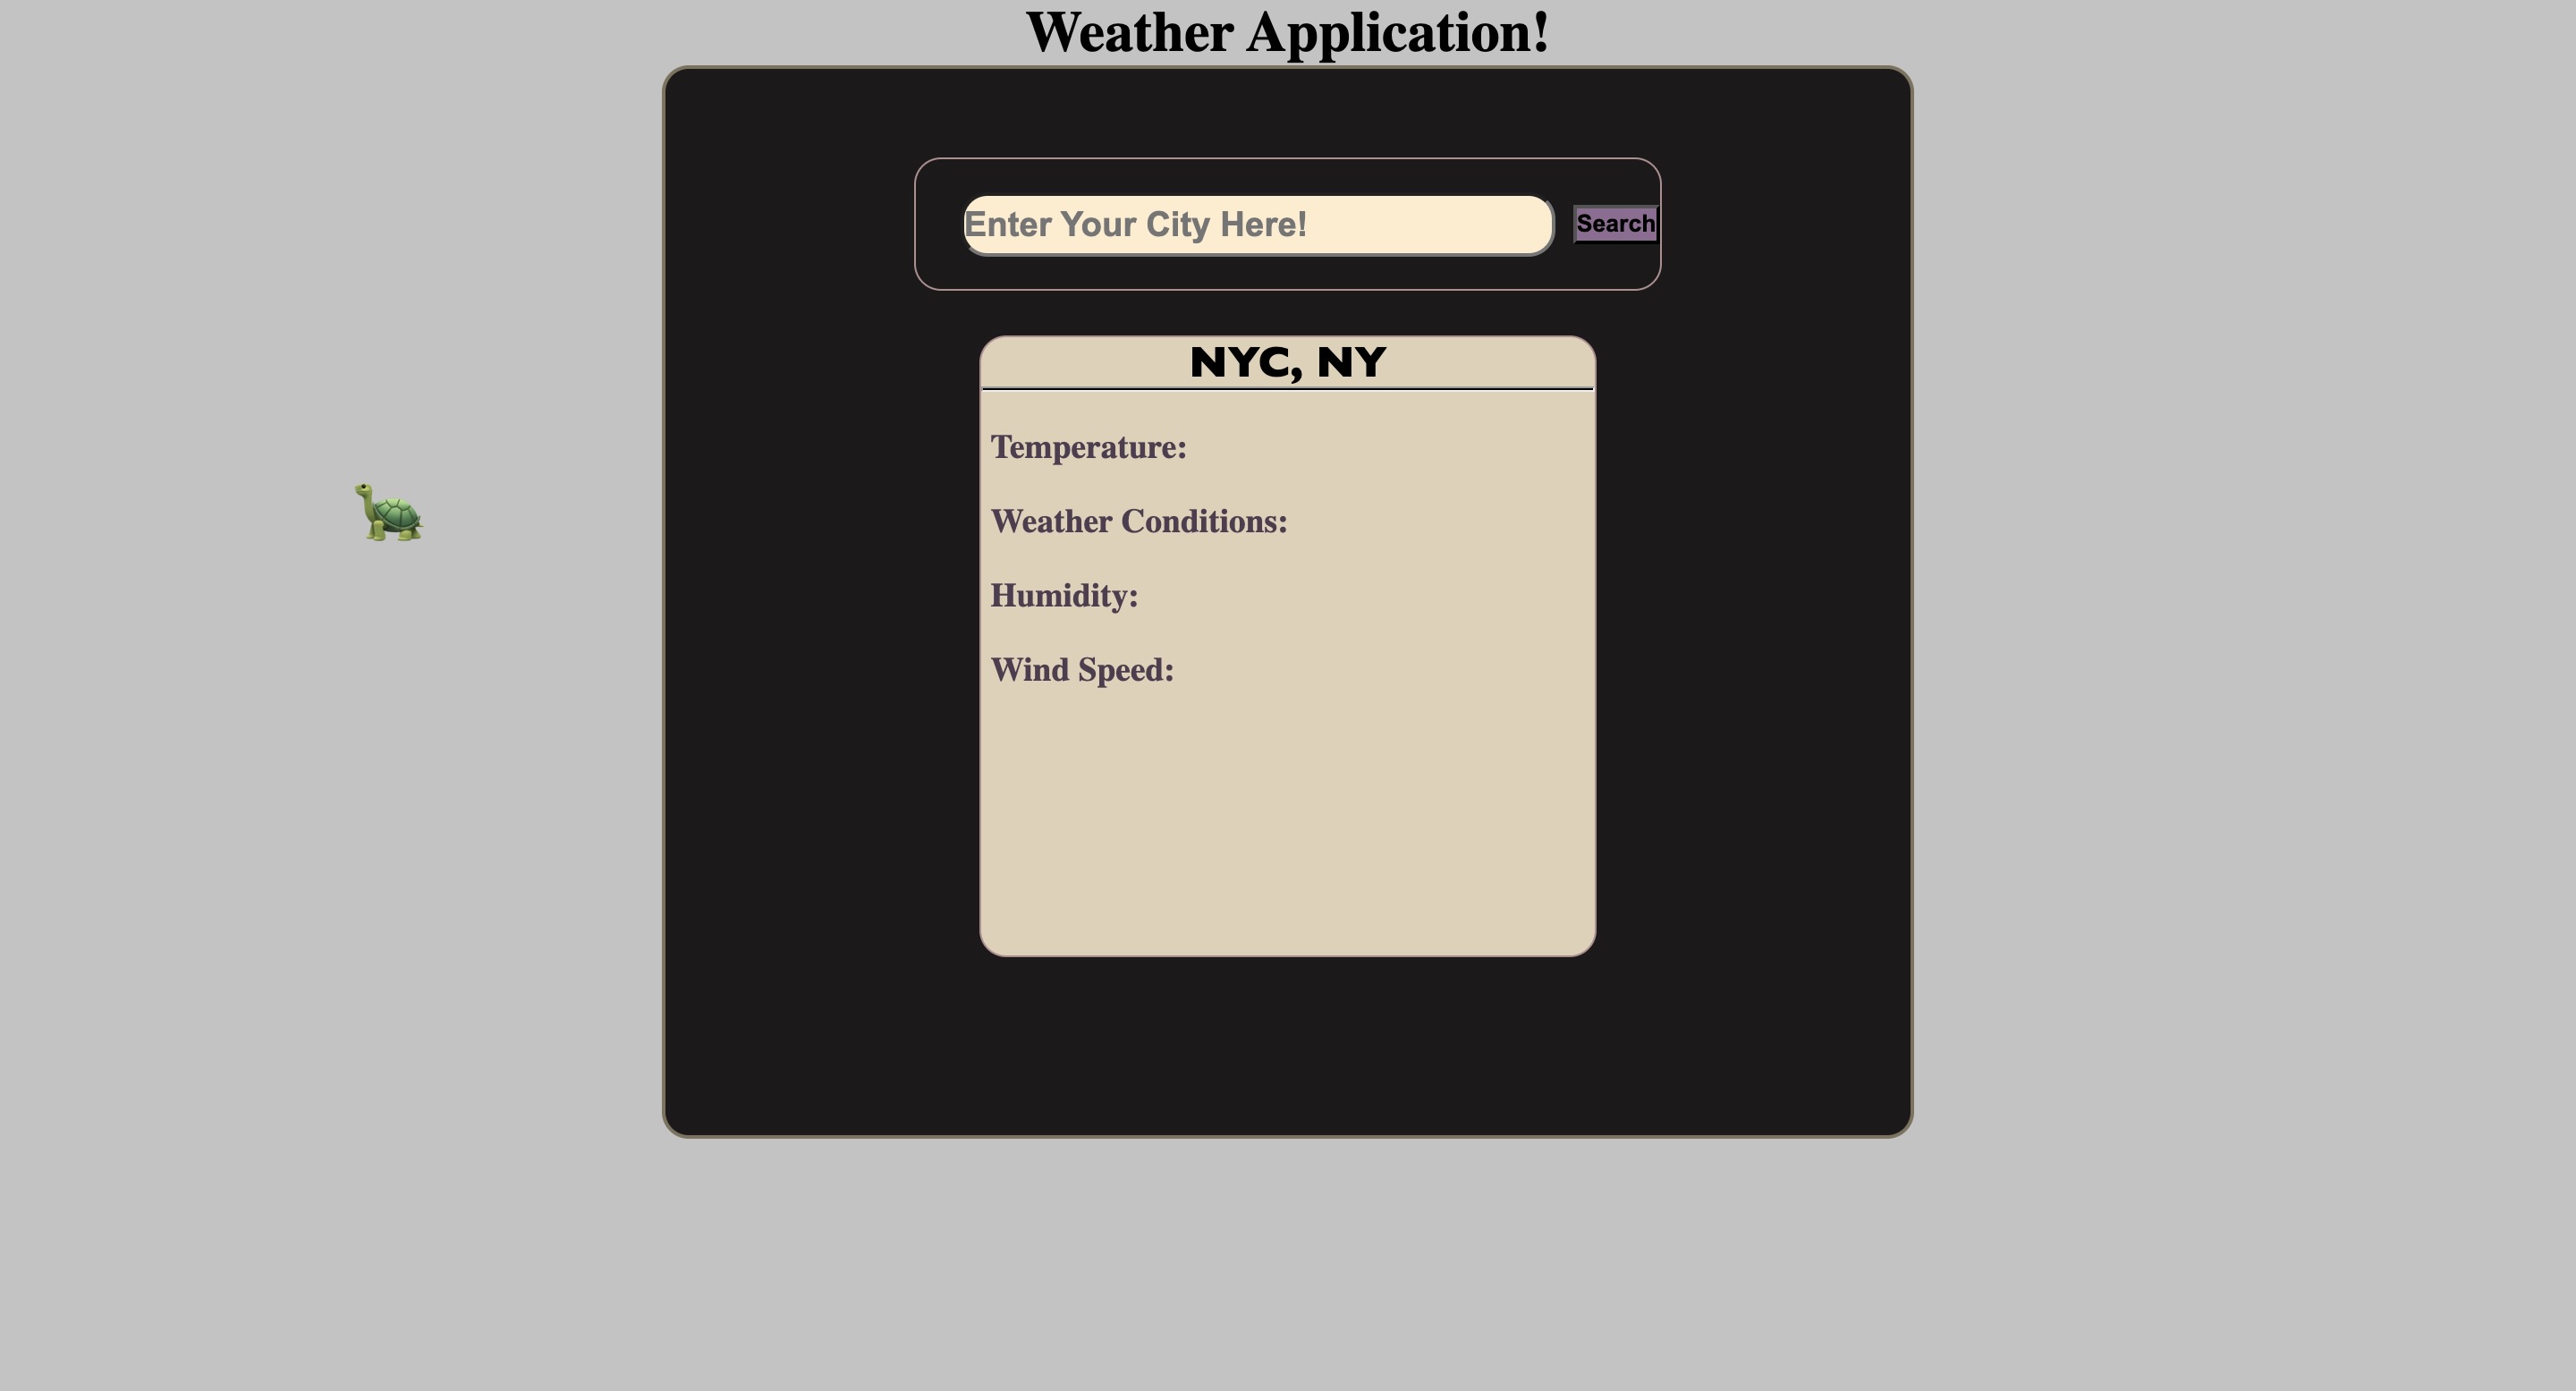 Weather Application!
Enter Your City Here!
Search
NYC, NY
Temperature:
Weather Conditions:
Humidity:
Wind Speed: